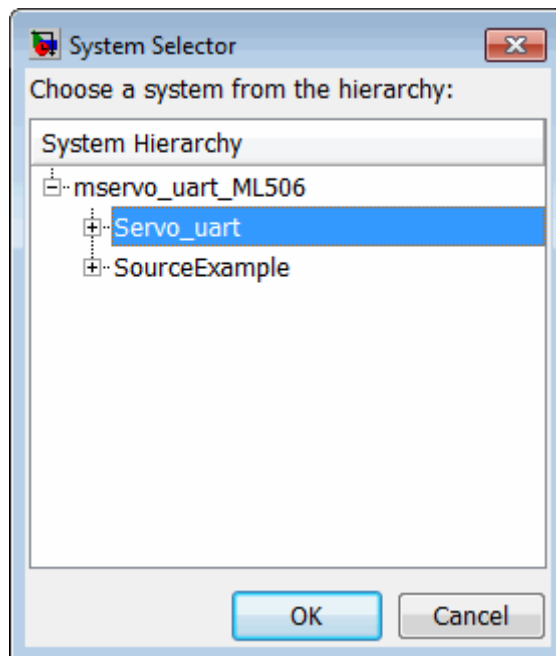 System Selector
Choose a system from the hierarchy:
System Hierarchy
mservo_uart_ML506
Servo_uart
SourceExample
OK Cancel